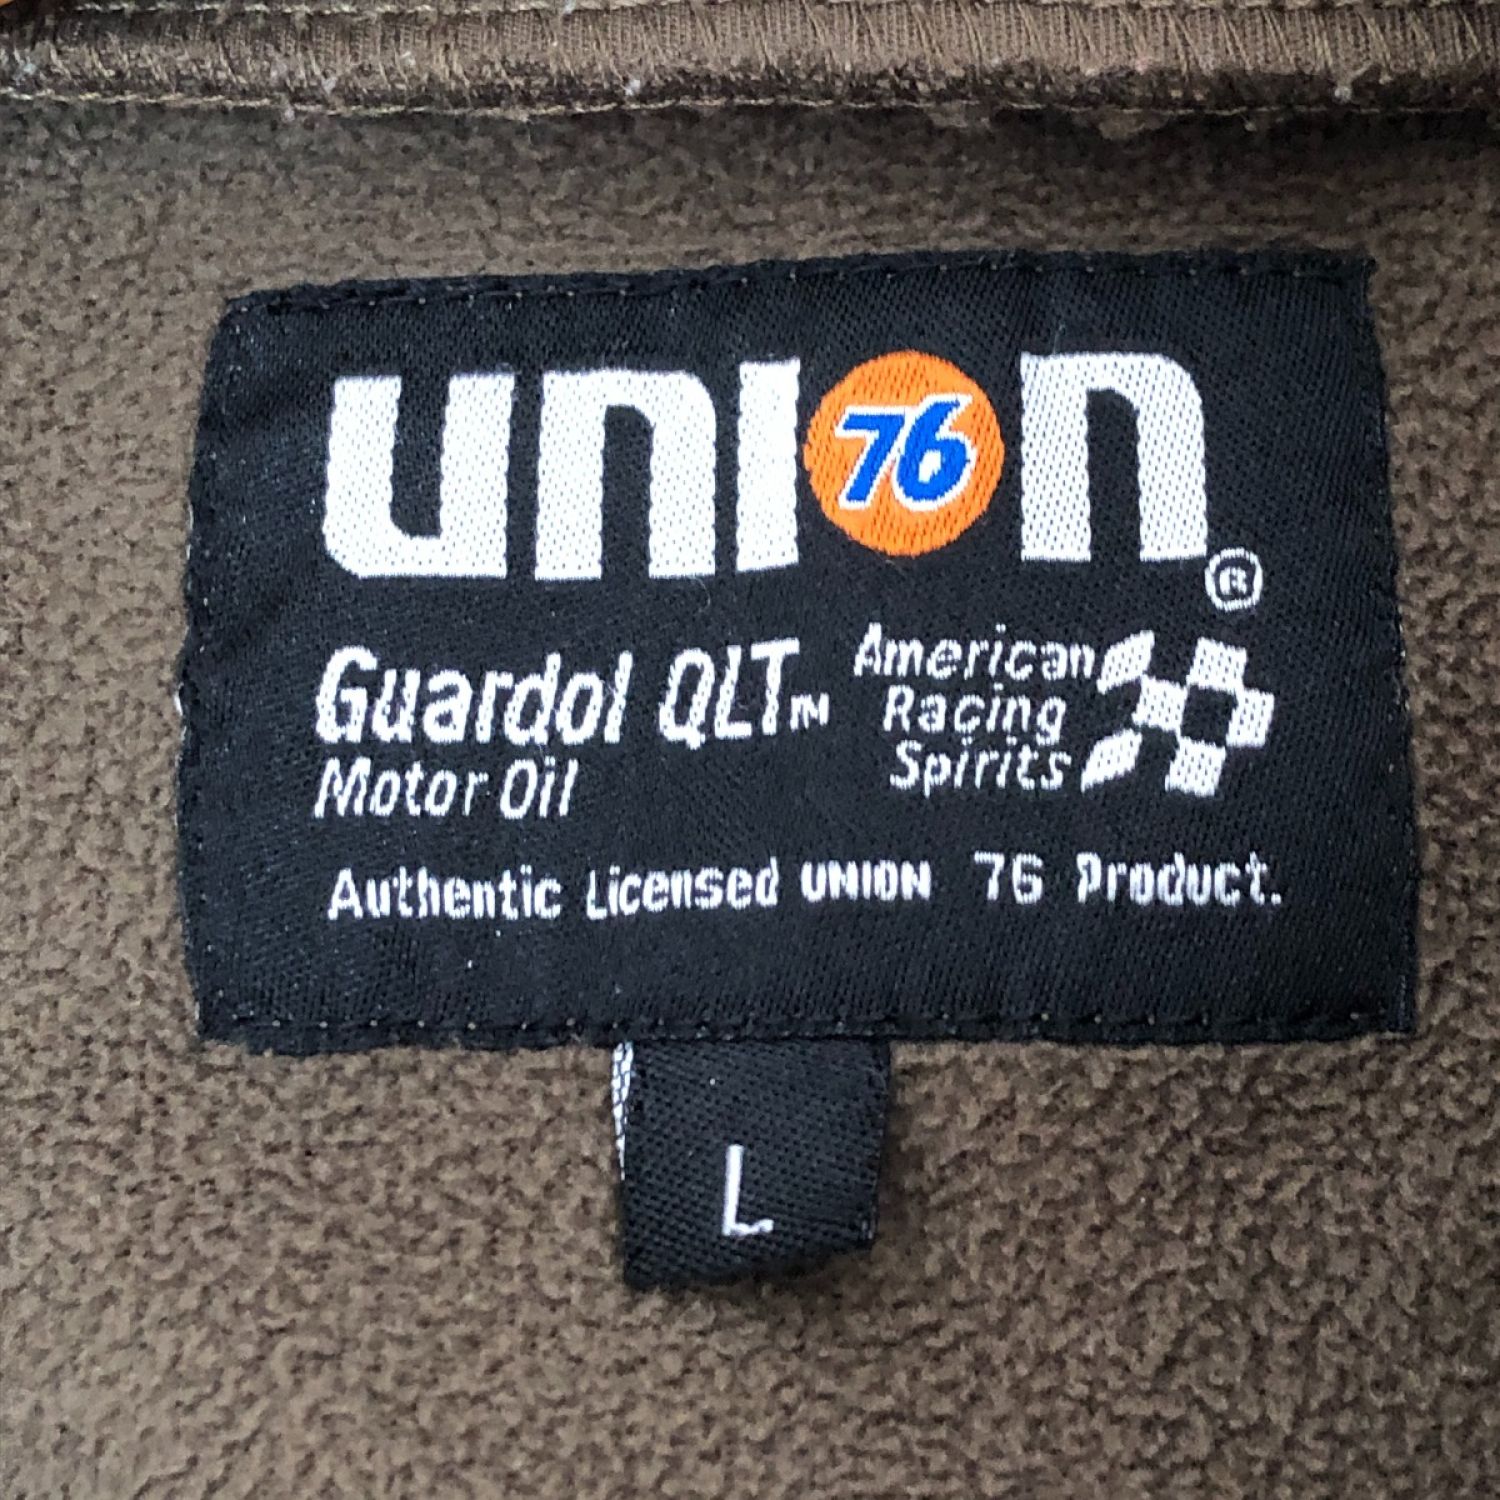 UNI76N®
Guardol QLT™
Motor Oil
American
Racing
Spirits
Authentic Licensed UNION 76 Product.
L